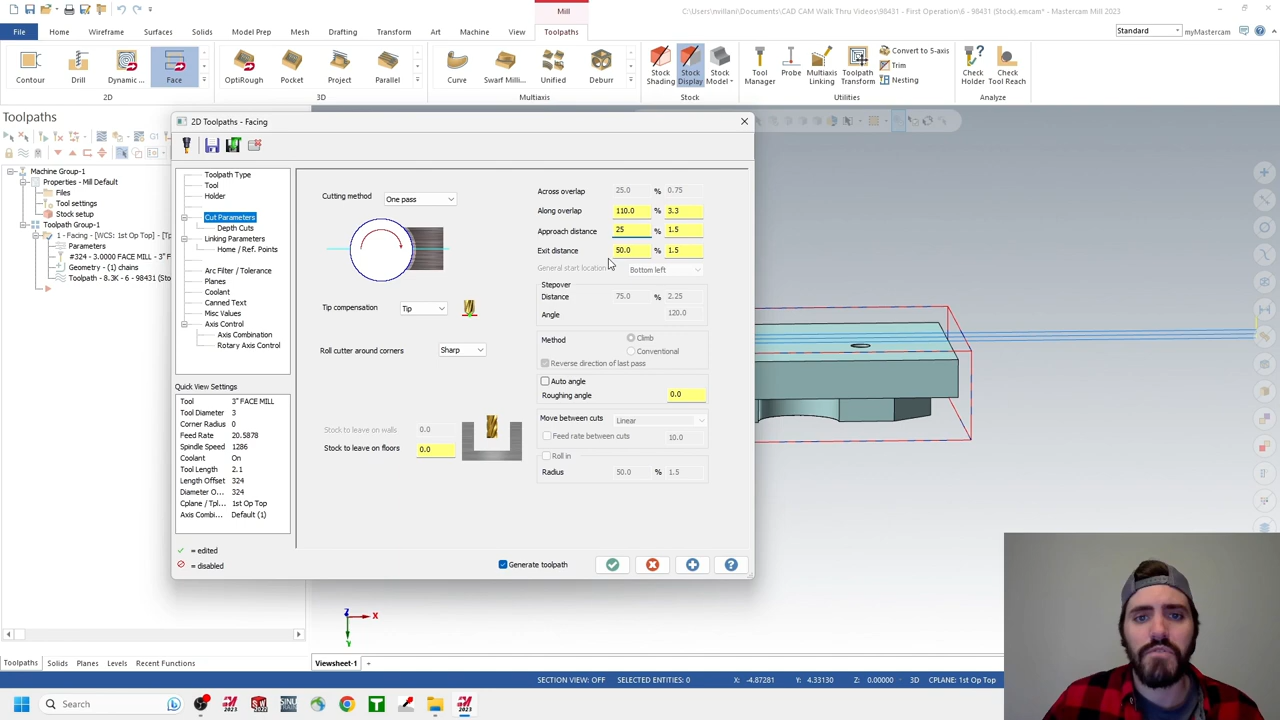 Mill
C:\Users\nvillani\Documents\CAD CAM Walk Thru Videos\98431 - First Operation\6 - 98431 (Stock).emcam* - Mastercam Mill 2023
File Home Wireframe Surfaces Solids Model Prep Mesh Drafting Transform Art Machine View Toolpaths
Standard myMastercam
Contour Drill Dynamic ... Face OptiRough Pocket Project Parallel Curve Swarf Milli... Unified Deburr Stock Shading Stock Display Stock Model Tool Manager Probe Multiaxis Linking Toolpath Transform Convert to 5-axis Trim Nesting Check Holder Check Tool Reach
2D 3D Multiaxis Stock Utilities Analyze
Toolpaths
Machine Group-1
Properties - Mill Default
Files
Tool settings
Stock setup
Toolpath Group-1
1 - Facing - [WCS: 1st Op Top] -
Parameters
#324 - 3.0000 FACE MILL - 3" F
Geometry - (1) chains
Toolpath - 8.3K - 6 - 98431 (Stock)
2D Toolpaths - Facing
Toolpath Type
Tool
Holder
Cut Parameters
Depth Cuts
Linking Parameters
Home / Ref. Points
Arc Filter / Tolerance
Planes
Coolant
Canned Text
Misc Values
Axis Control
Axis Combination
Rotary Axis Control
Quick View Settings
Tool 3" FACE MILL
Tool Diameter 3
Corner Radius 0
Feed Rate 20.5878
Spindle Speed 1286
Coolant On
Tool Length 2.1
Length Offset 324
Diameter O... 324
Cplane / Tpl... 1st Op Top
Axis Combi... Default (1)
= edited
= disabled
Cutting method One pass
Tip compensation Tip
Roll cutter around corners Sharp
Stock to leave on walls 0.0
Stock to leave on floors 0.0
Across overlap 25.0 % 0.75
Along overlap 110.0 % 3.3
Approach distance 25 % 1.5
Exit distance 50.0 % 1.5
General start location Bottom left
Stepover
Distance 75.0 % 2.25
Angle 120.0
Method Climb
Conventional
Reverse direction of last pass
Auto angle
Roughing angle 0.0
Move between cuts Linear
Feed rate between cuts 10.0
Roll in
Radius 50.0 % 1.5
Generate toolpath
Z
X
Y
Toolpaths Solids Planes Levels Recent Functions
Viewsheet-1 +
SECTION VIEW: OFF SELECTED ENTITIES: 0 X: -4.87281 Y: 4.33130 Z: 0.00000 3D CPLANE: 1st Op Top
Search